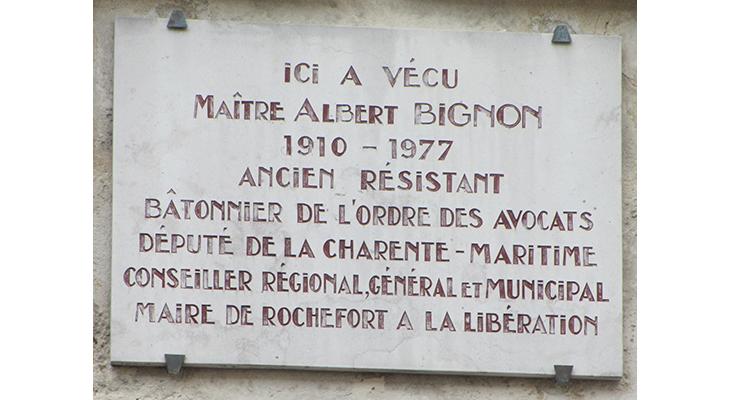 iCi A VÉCU
MAÎTRE ALBERT BiGNON
1910 - 1977
ANCIEN RÉSISTANT
BÂTONNIER DE L'ORDRE DES AVOCATS
DÉPUTÉ DE LA CHARENTE-MARITIME
CONSEILLER RÉGIONAL, GÉNÉRAL ET MUNICIPAL
MAIRE DE ROCHEFORT A LA LiBÉRATiON